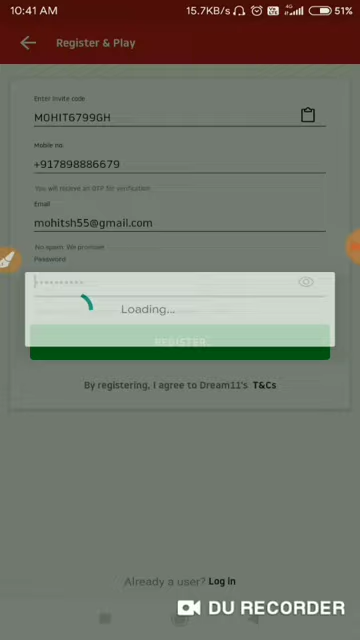 10:41 AM 15.7KB/s 4G 51%
Register & Play
Enter invite code
MOHIT6799GH
Mobile no.
+917898886679
You will receive an OTP for verification
Email
mohitsh55@gmail.com
No spam. We promise!
Password
Loading...
REGISTER
By registering, I agree to Dream11's T&Cs
Already a user? Log in
DU RECORDER